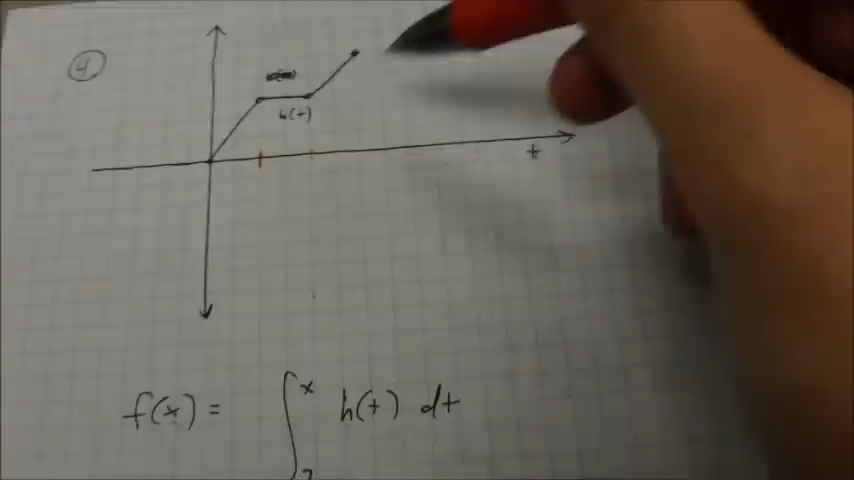 4.
h(t)
t
f(x) = ∫ x h(t) dt